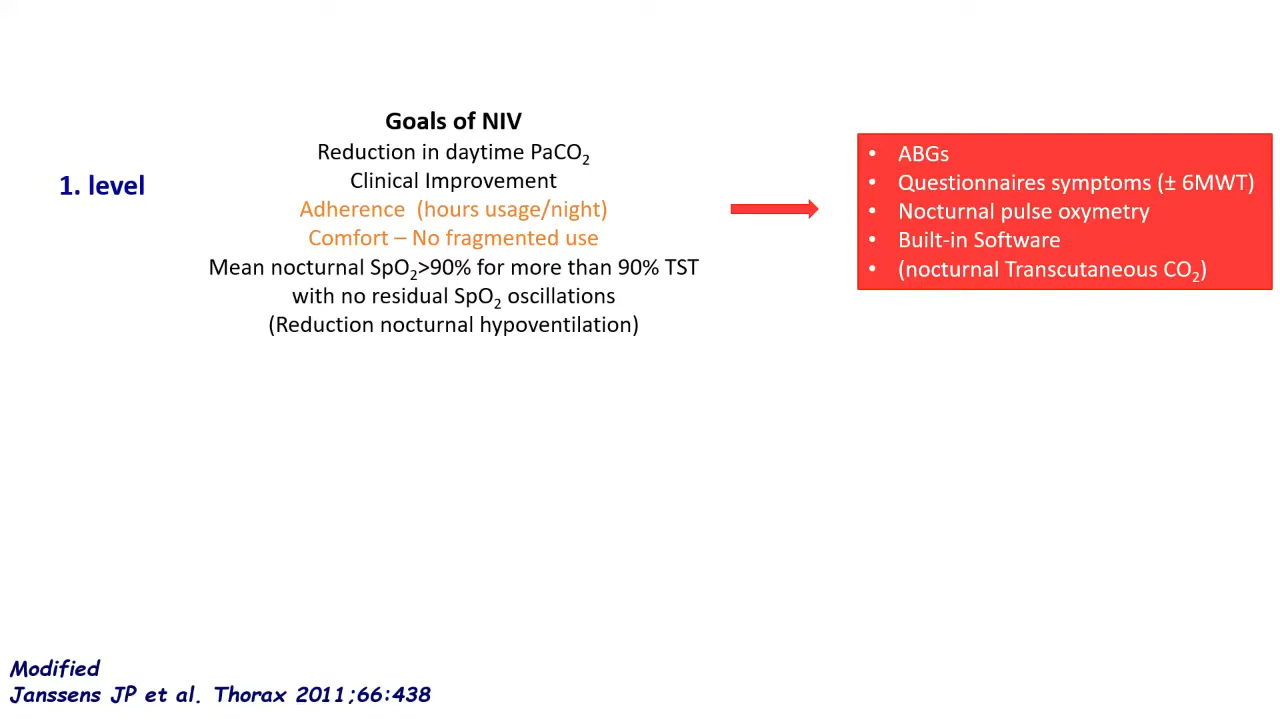 Goals of NIV
Reduction in daytime PaCO2
1. level
Clinical Improvement
Adherence (hours usage/night)
Comfort – No fragmented use
Mean nocturnal SpO2>90% for more than 90% TST
with no residual SpO2 oscillations
(Reduction nocturnal hypoventilation)
• ABGs
• Questionnaires symptoms (± 6MWT)
• Nocturnal pulse oxymetry
• Built-in Software
• (nocturnal Transcutaneous CO2)
Modified
Janssens JP et al. Thorax 2011;66:438